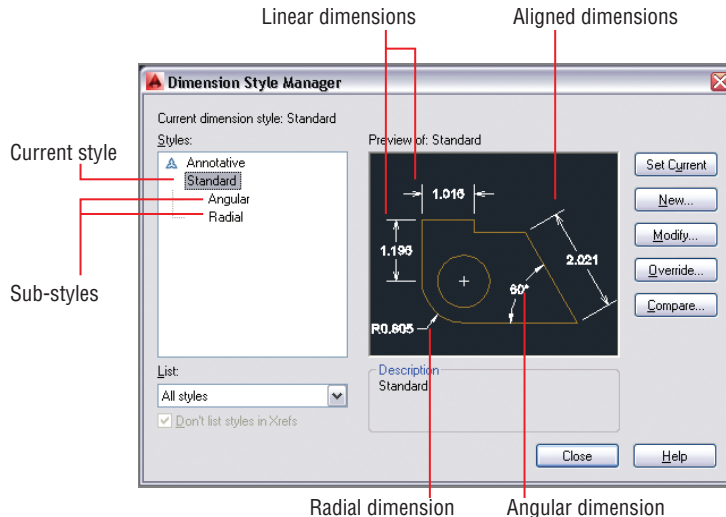 Linear dimensions
Aligned dimensions
Dimension Style Manager
Current dimension style: Standard
Styles:
Preview of: Standard
Current style
Annotative
Standard
Angular
Radial
Sub-styles
1.016
1.196
2.021
60°
R0.805
Set Current
New...
Modify...
Override...
Compare...
List:
All styles
Don't list styles in Xrefs
Description
Standard
Close
Help
Radial dimension
Angular dimension